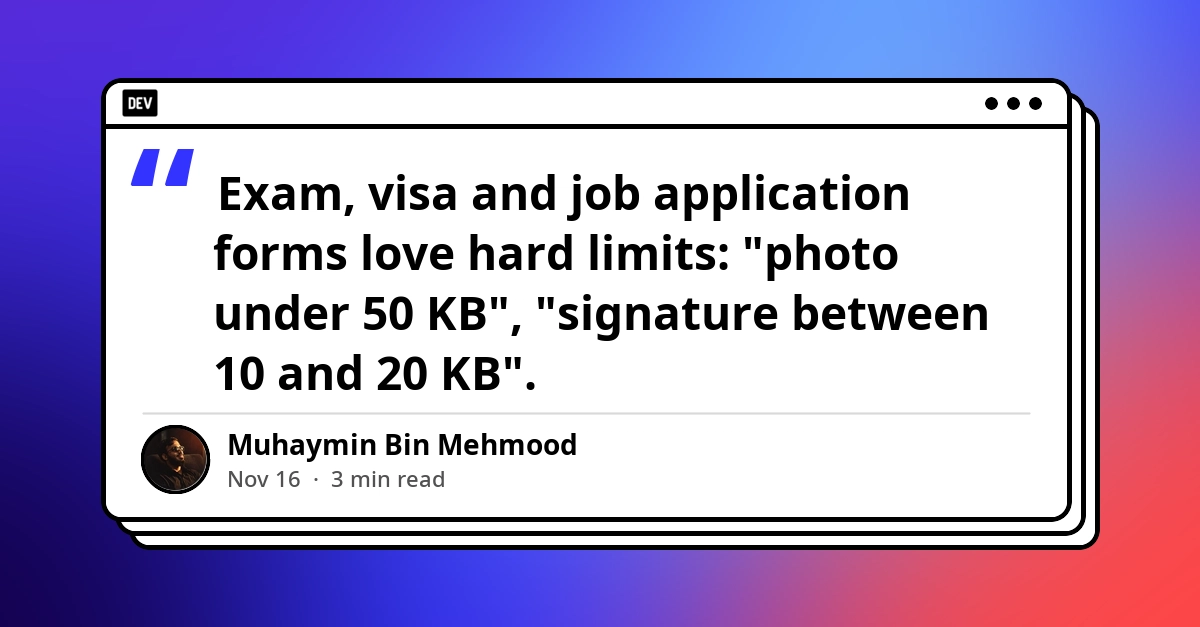 DEV
“ Exam, visa and job application
forms love hard limits: "photo
under 50 KB", "signature between
10 and 20 KB".
Muhaymin Bin Mehmood
Nov 16 · 3 min read